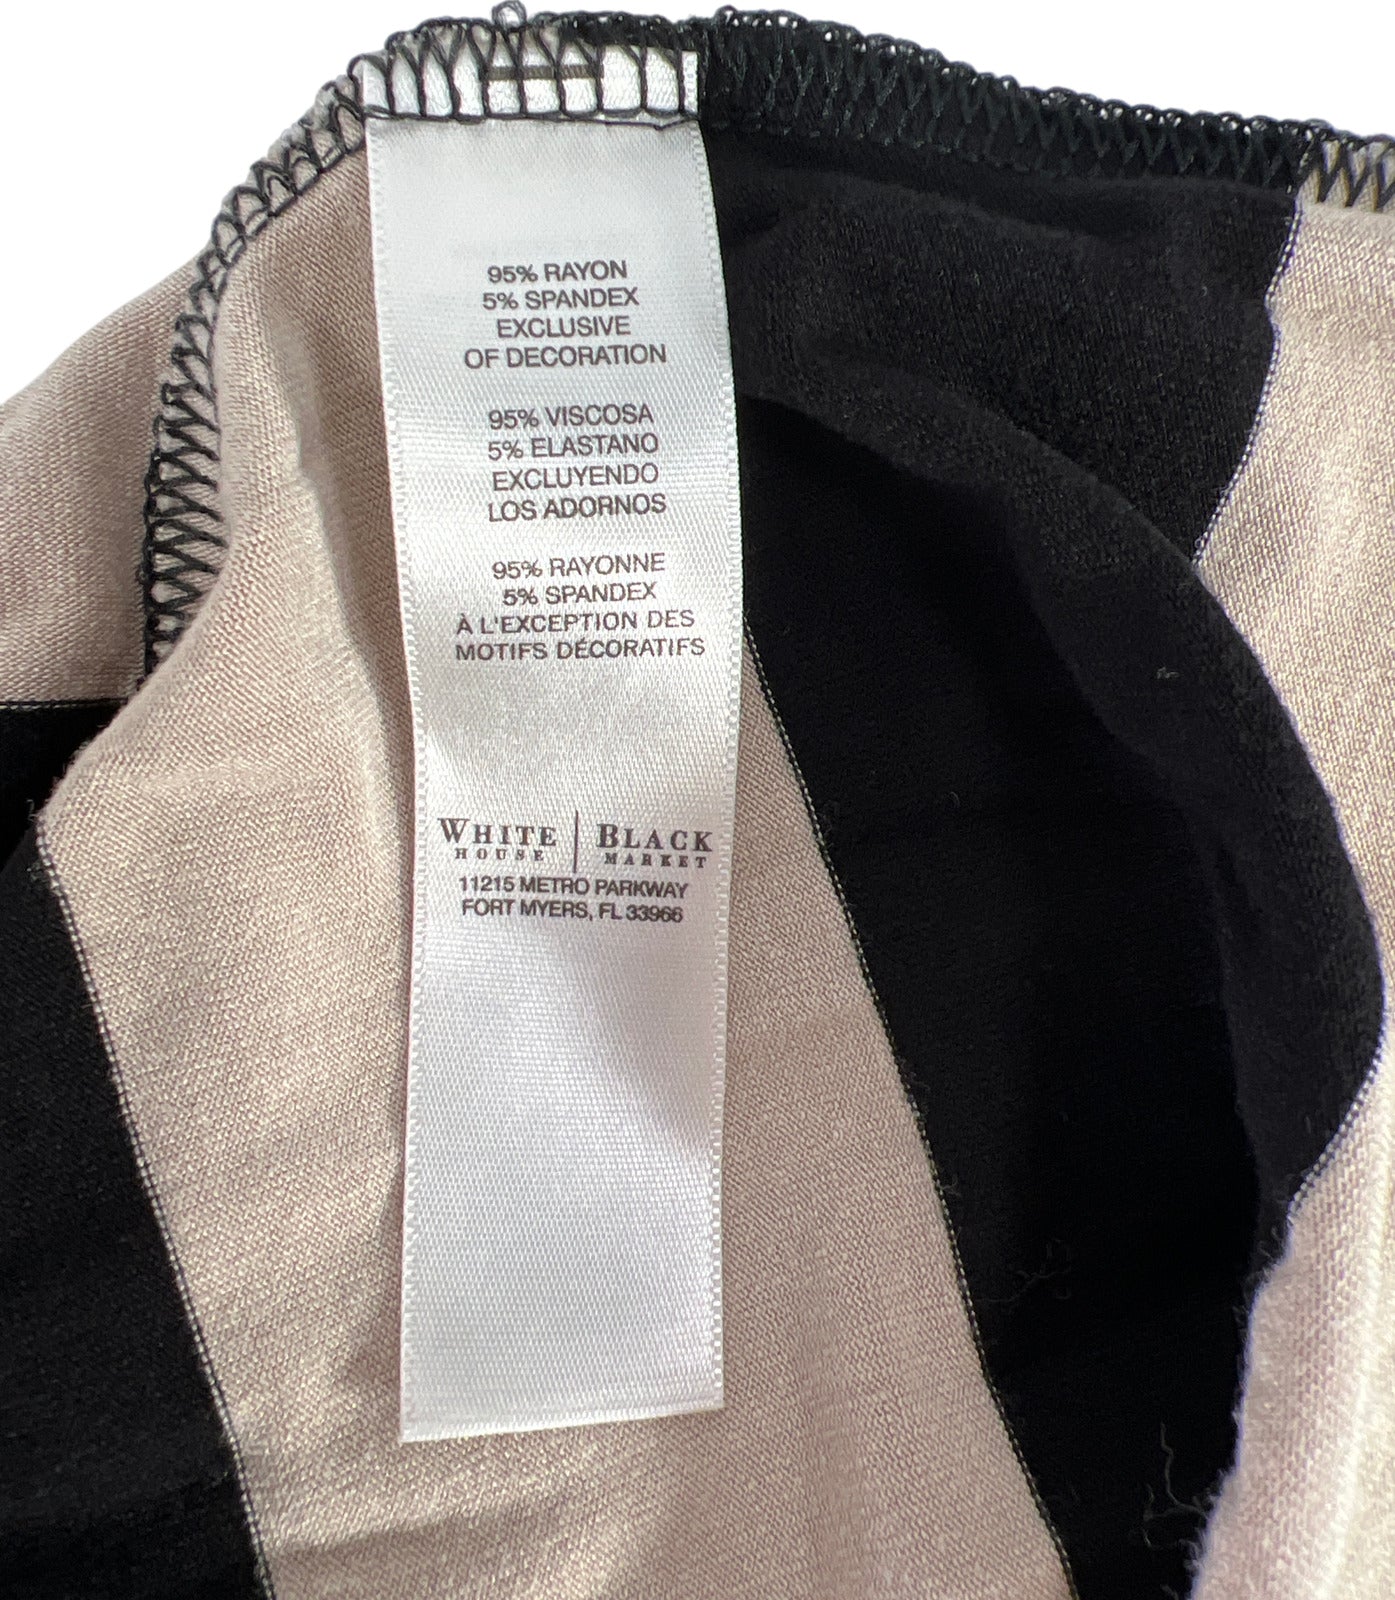 95% RAYON
5% SPANDEX
EXCLUSIVE
OF DECORATION
95% VISCOSA
5% ELASTANO
EXCLUYENDO
LOS ADORNOS
95% RAYONNE
5% SPANDEX
À L'EXCEPTION DES
MOTIFS DÉCORATIFS
WHITE | BLACK
HOUSE | MARKET
11215 METRO PARKWAY
FORT MYERS, FL 33966